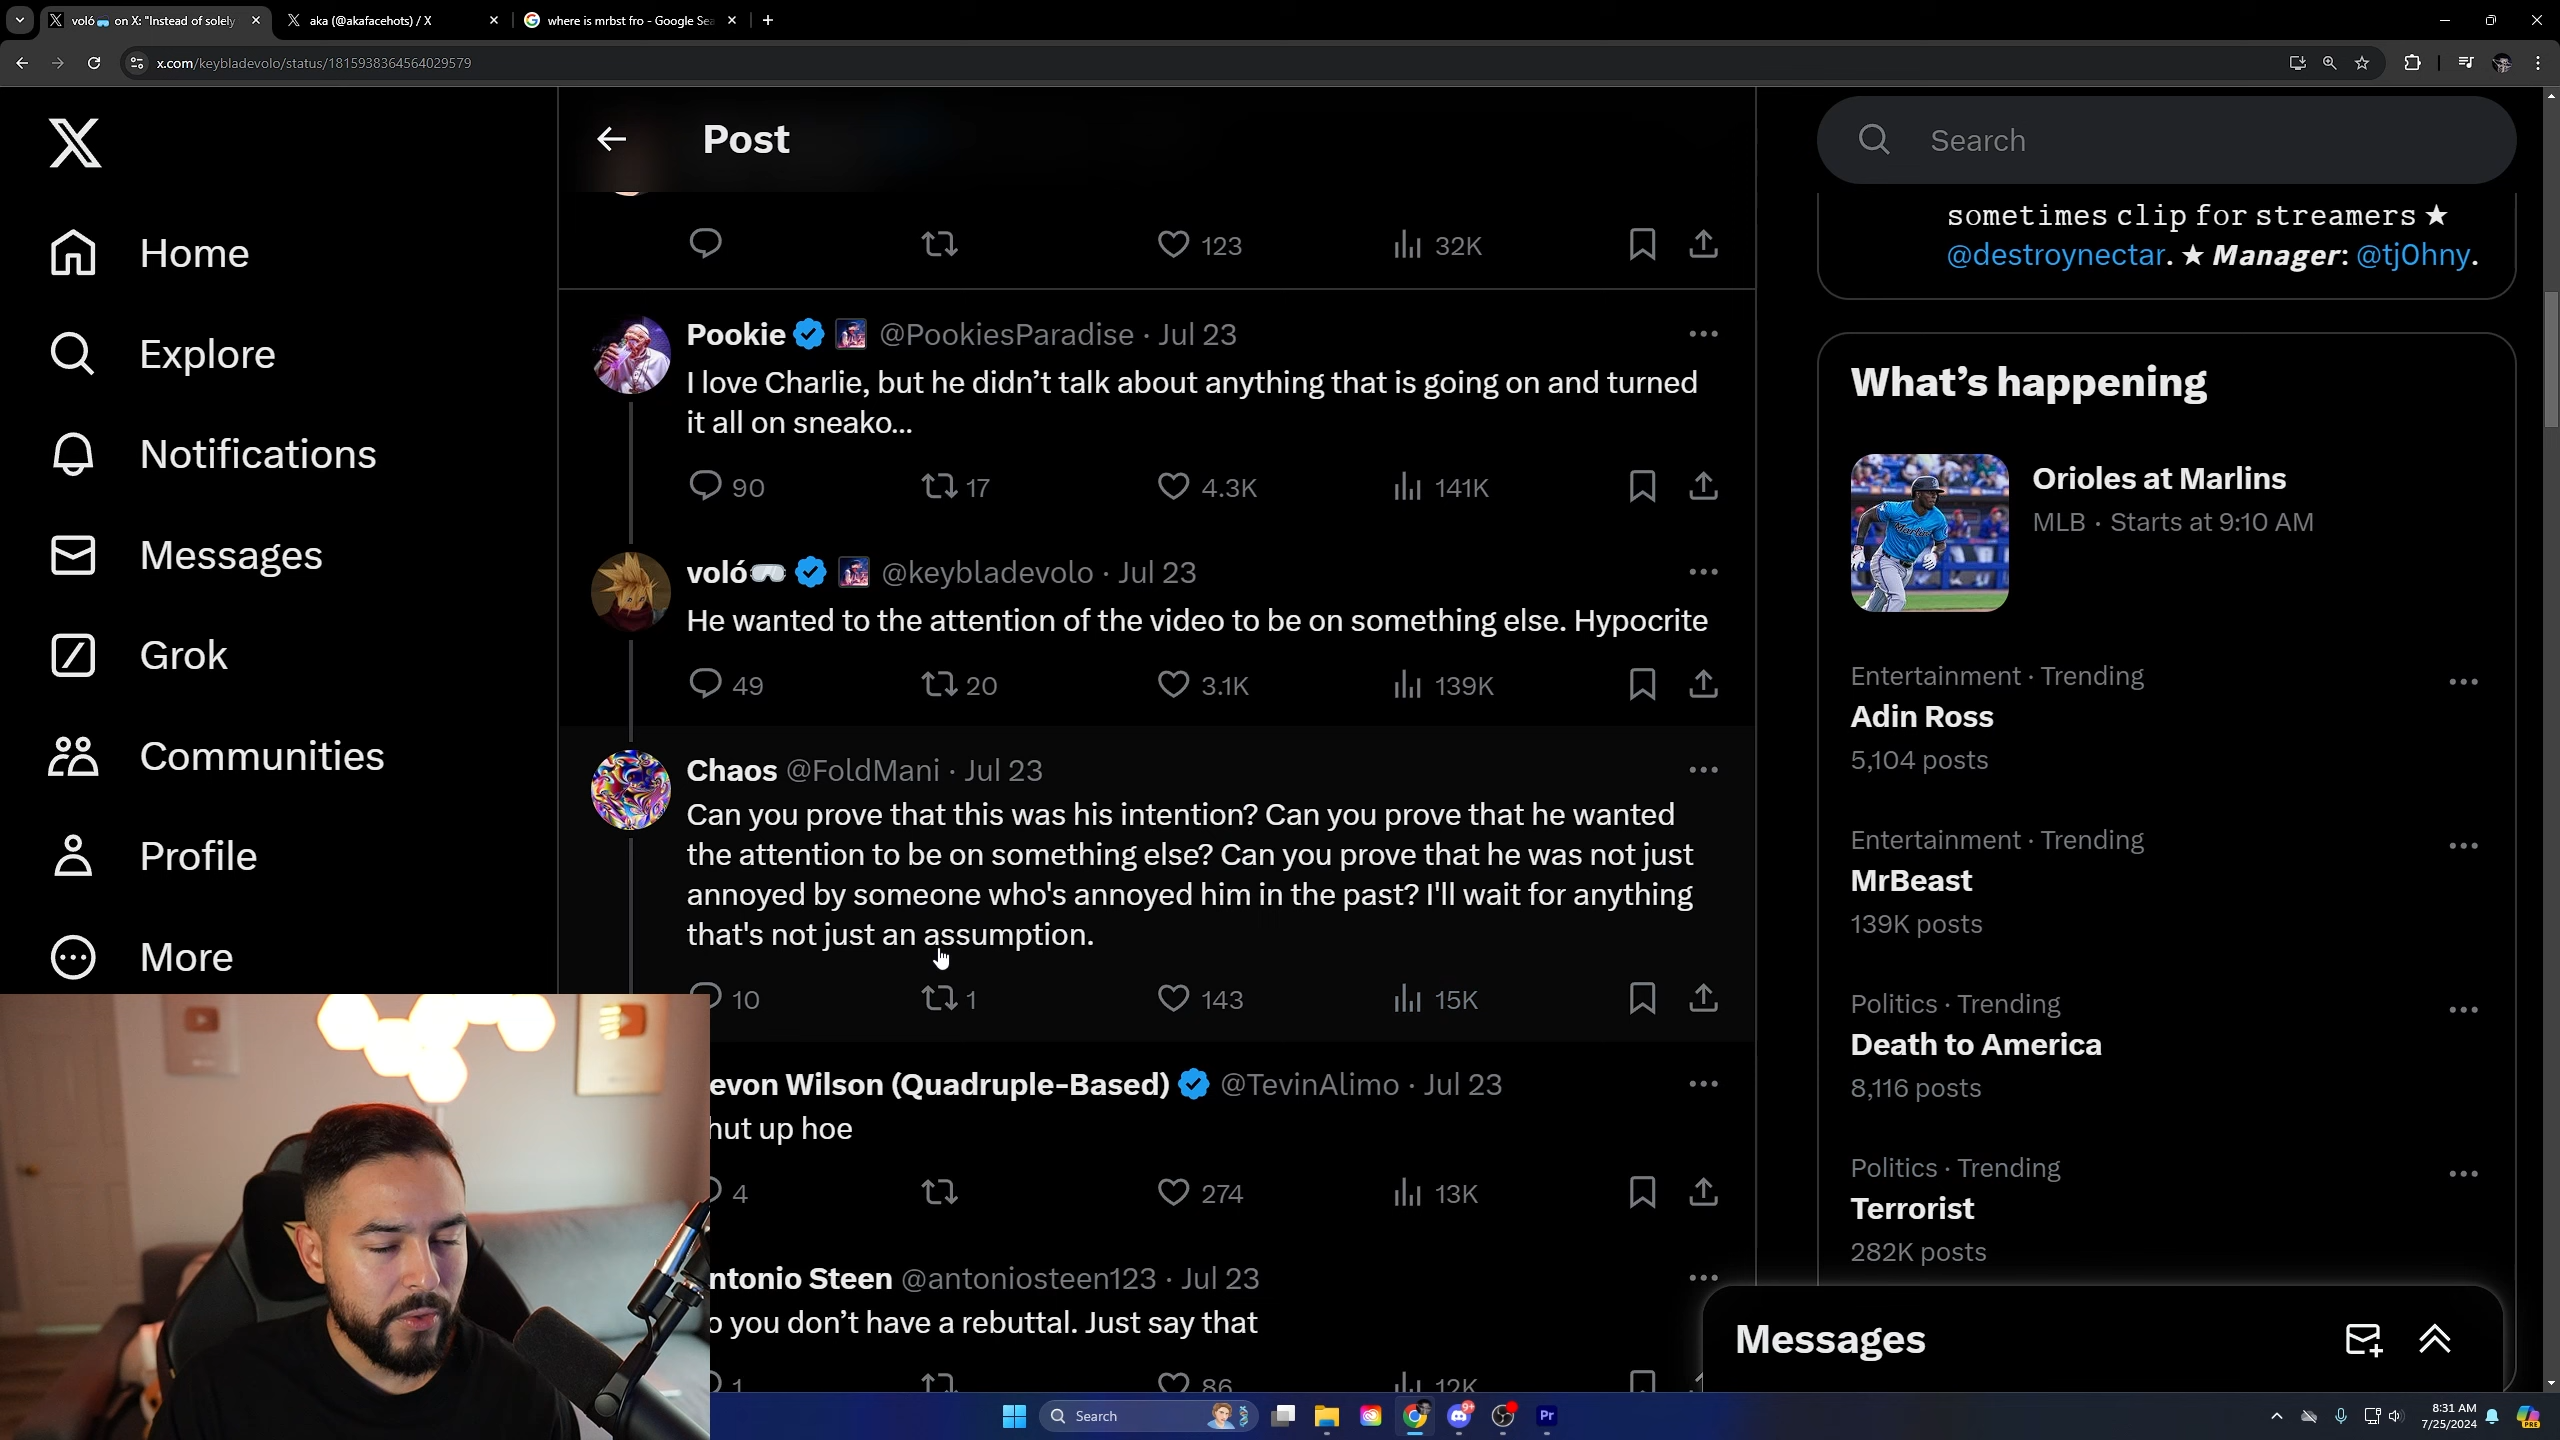 voló on X: "Instead of solely
aka (@akafacehots) / X
where is mrbst fro - Google Sea
x.com/keybladevolo/status/1815938364564029579
Home
Explore
Notifications
Messages
Grok
Communities
Profile
More
Post
123
32K
Pookie @PookiesParadise · Jul 23
I love Charlie, but he didn't talk about anything that is going on and turned
it all on sneako...
90
17
4.3K
141K
voló @keybladevolo · Jul 23
He wanted to the attention of the video to be on something else. Hypocrite
49
20
3.1K
139K
Chaos @FoldMani · Jul 23
Can you prove that this was his intention? Can you prove that he wanted
the attention to be on something else? Can you prove that he was not just
annoyed by someone who's annoyed him in the past? I'll wait for anything
that's not just an assumption.
10
1
143
15K
evon Wilson (Quadruple-Based) @TevinAlimo · Jul 23
hut up hoe
4
274
13K
ntonio Steen @antoniosteen123 · Jul 23
o you don't have a rebuttal. Just say that
1
86
12K
Search
sometimes clip for streamers ★
@destroynectar. ★ Manager: @tj0hny.
What's happening
Orioles at Marlins
MLB · Starts at 9:10 AM
Entertainment · Trending
Adin Ross
5,104 posts
Entertainment · Trending
MrBeast
139K posts
Politics · Trending
Death to America
8,116 posts
Politics · Trending
Terrorist
282K posts
Messages
Search
9+
Pr
8:31 AM
7/25/2024
PRE